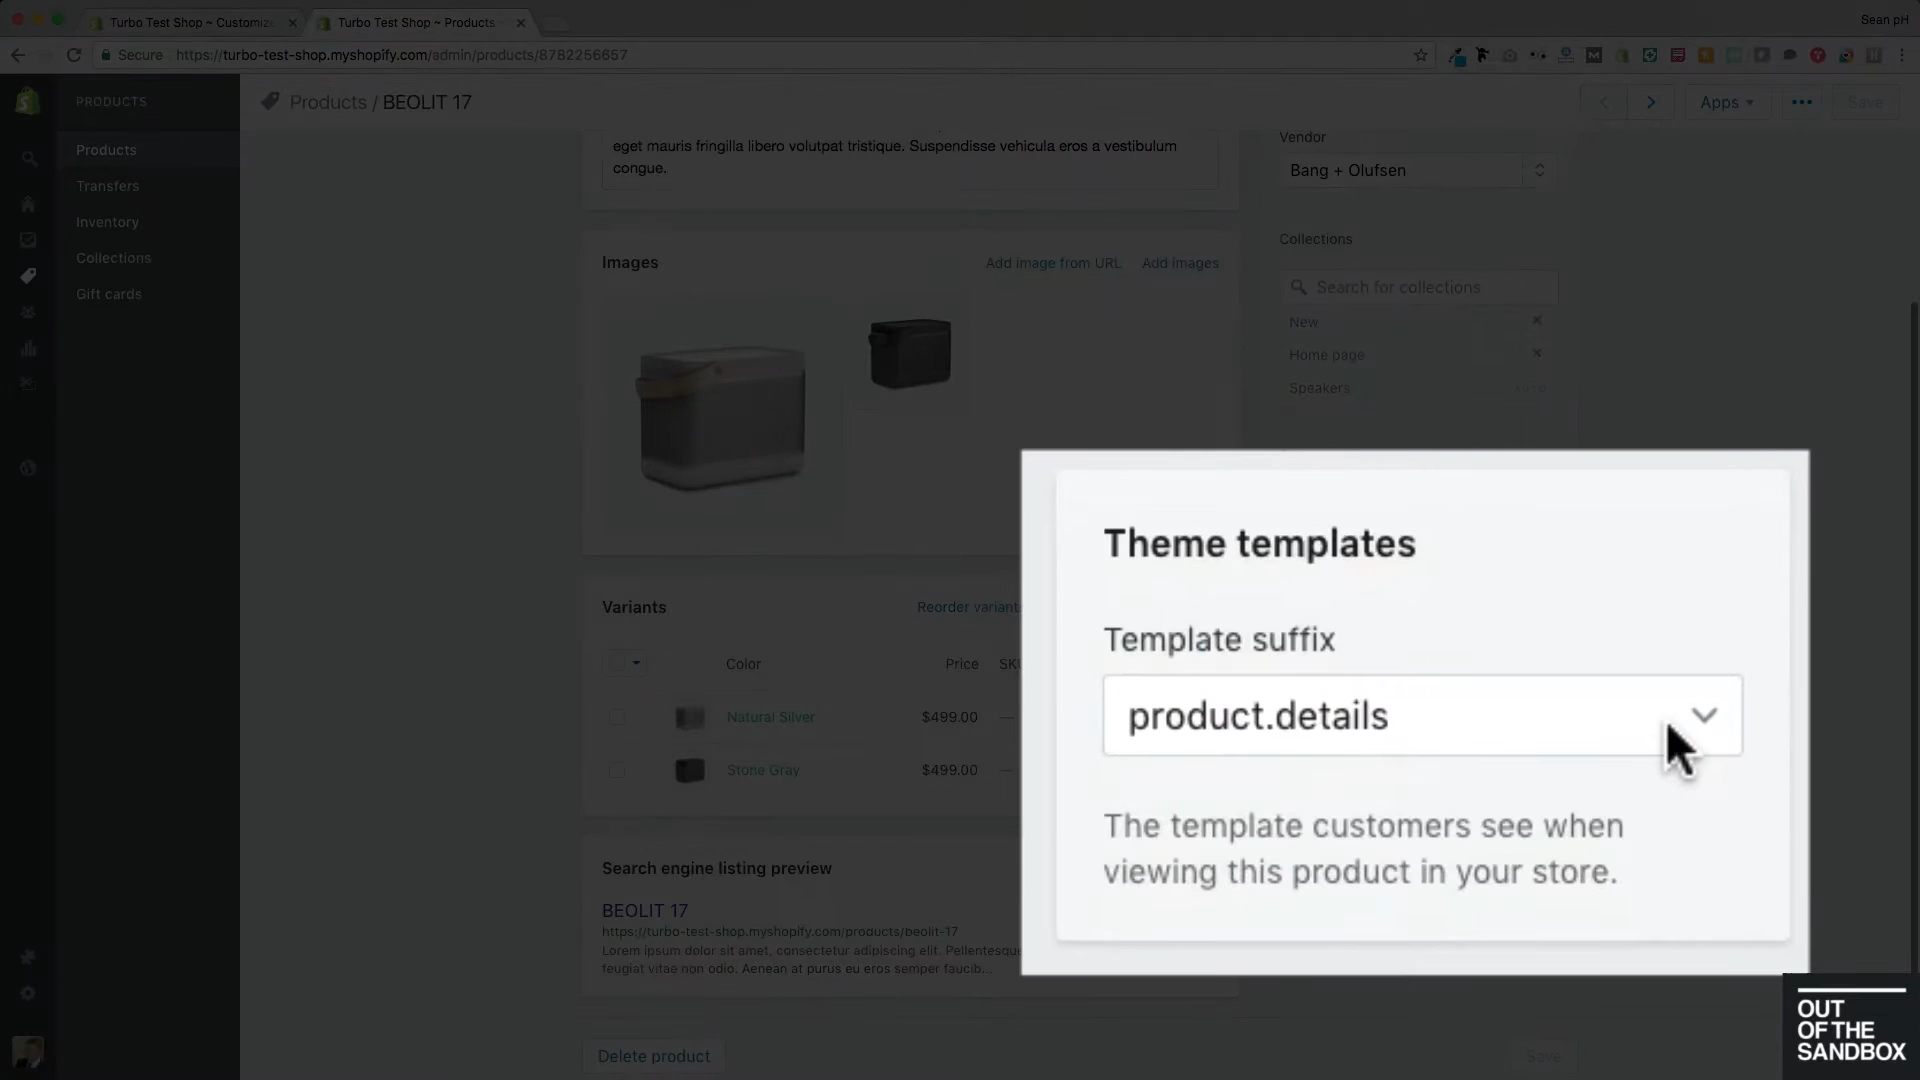 Sean pH
Turbo Test Shop ~ Customize
Turbo Test Shop ~ Products ~
Secure https://turbo-test-shop.myshopify.com/admin/products/8782256657
PRODUCTS
Products
Transfers
Inventory
Collections
Gift cards
Products / BEOLIT 17
Apps
Save
eget mauris fringilla libero volutpat tristique. Suspendisse vehicula eros a vestibulum
congue.
Images
Add image from URL
Add images
Variants
Reorder variants
Color Price SKU
Natural Silver $499.00 —
Stone Gray $499.00 —
Search engine listing preview
BEOLIT 17
https://turbo-test-shop.myshopify.com/products/beolit-17
Lorem ipsum dolor sit amet, consectetur adipiscing elit. Pellentesque
feugiat vitae non odio. Aenean at purus eu eros semper faucib...
Delete product
Save
Vendor
Bang + Olufsen
Collections
Search for collections
New
Home page
Speakers
AUTO
Theme templates
Template suffix
product.details
The template customers see when
viewing this product in your store.
OUT
OF THE
SANDBOX